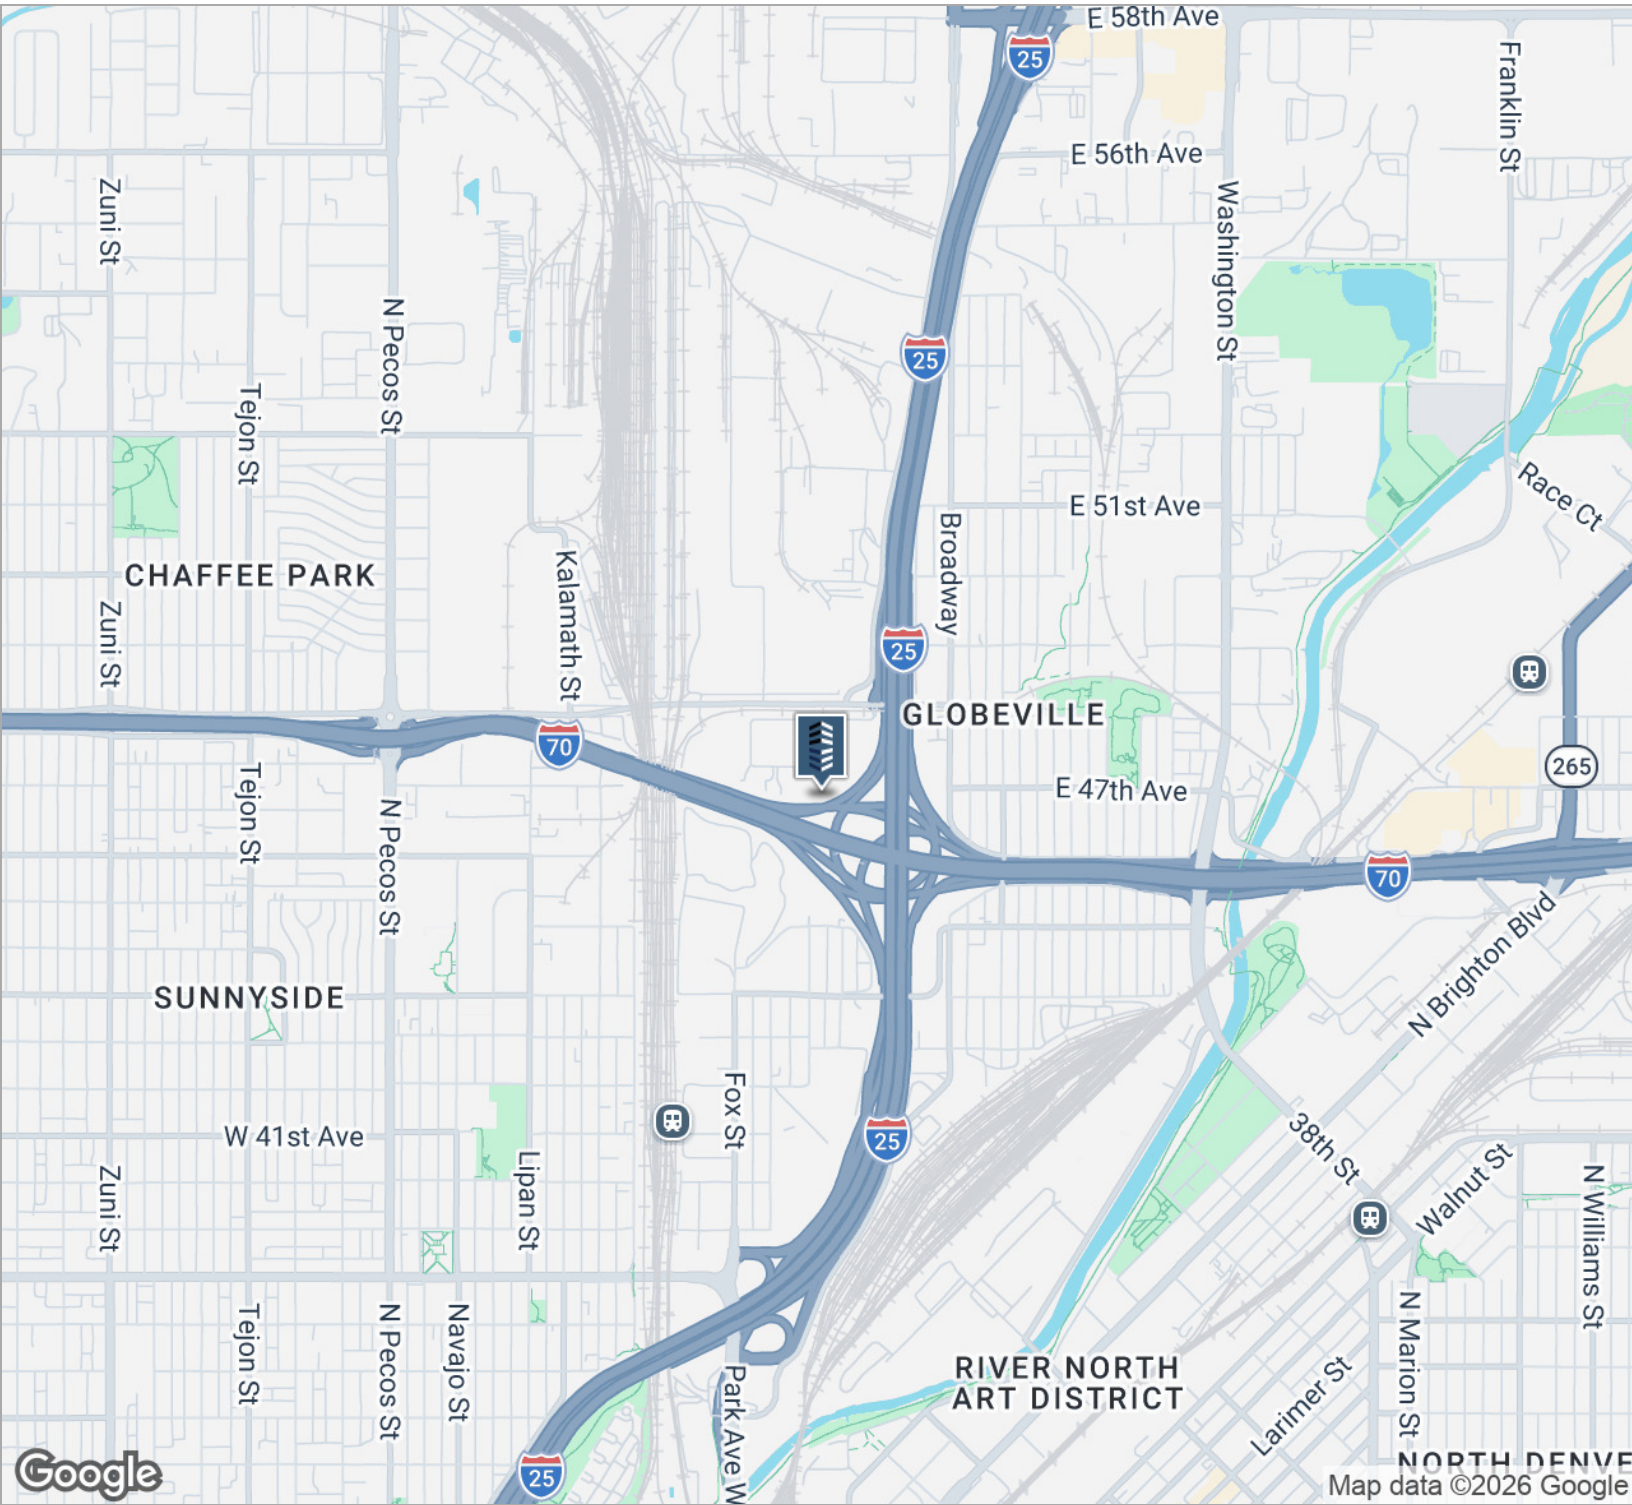 E 58th Ave
25
Franklin St
E 56th Ave
Zuni St
Washington St
N Pecos St
25
Tejon St
Race Ct
E 51st Ave
Broadway
Kalamath St
CHAFFEE PARK
Zuni St
25
GLOBEVILLE
70
265
Tejon St
E 47th Ave
N Pecos St
70
N Brighton Blvd
SUNNYSIDE
Fox St
W 41st Ave
25
38th St
Lipan St
Zuni St
Walnut St
N Williams St
Tejon St
N Pecos St
Navajo St
N Marion St
RIVER NORTH
ART DISTRICT
Larimer St
Park Ave W
25
Google
NORTH DENVE
Map data ©2026 Google